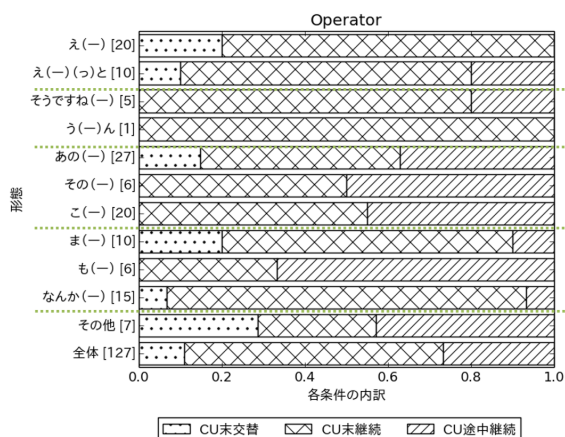 Operator
え(ー) [20]
え(ー)(っ)と [10]
そうですね(ー) [5]
う(ー)ん [1]
あの(ー) [27]
その(ー) [6]
こ(ー) [20]
ま(ー) [10]
も(ー) [6]
なんか(ー) [15]
その他 [7]
全体 [127]
形態
0.0 0.2 0.4 0.6 0.8 1.0
各条件の内訳
CU末交替 CU末継続 CU途中継続